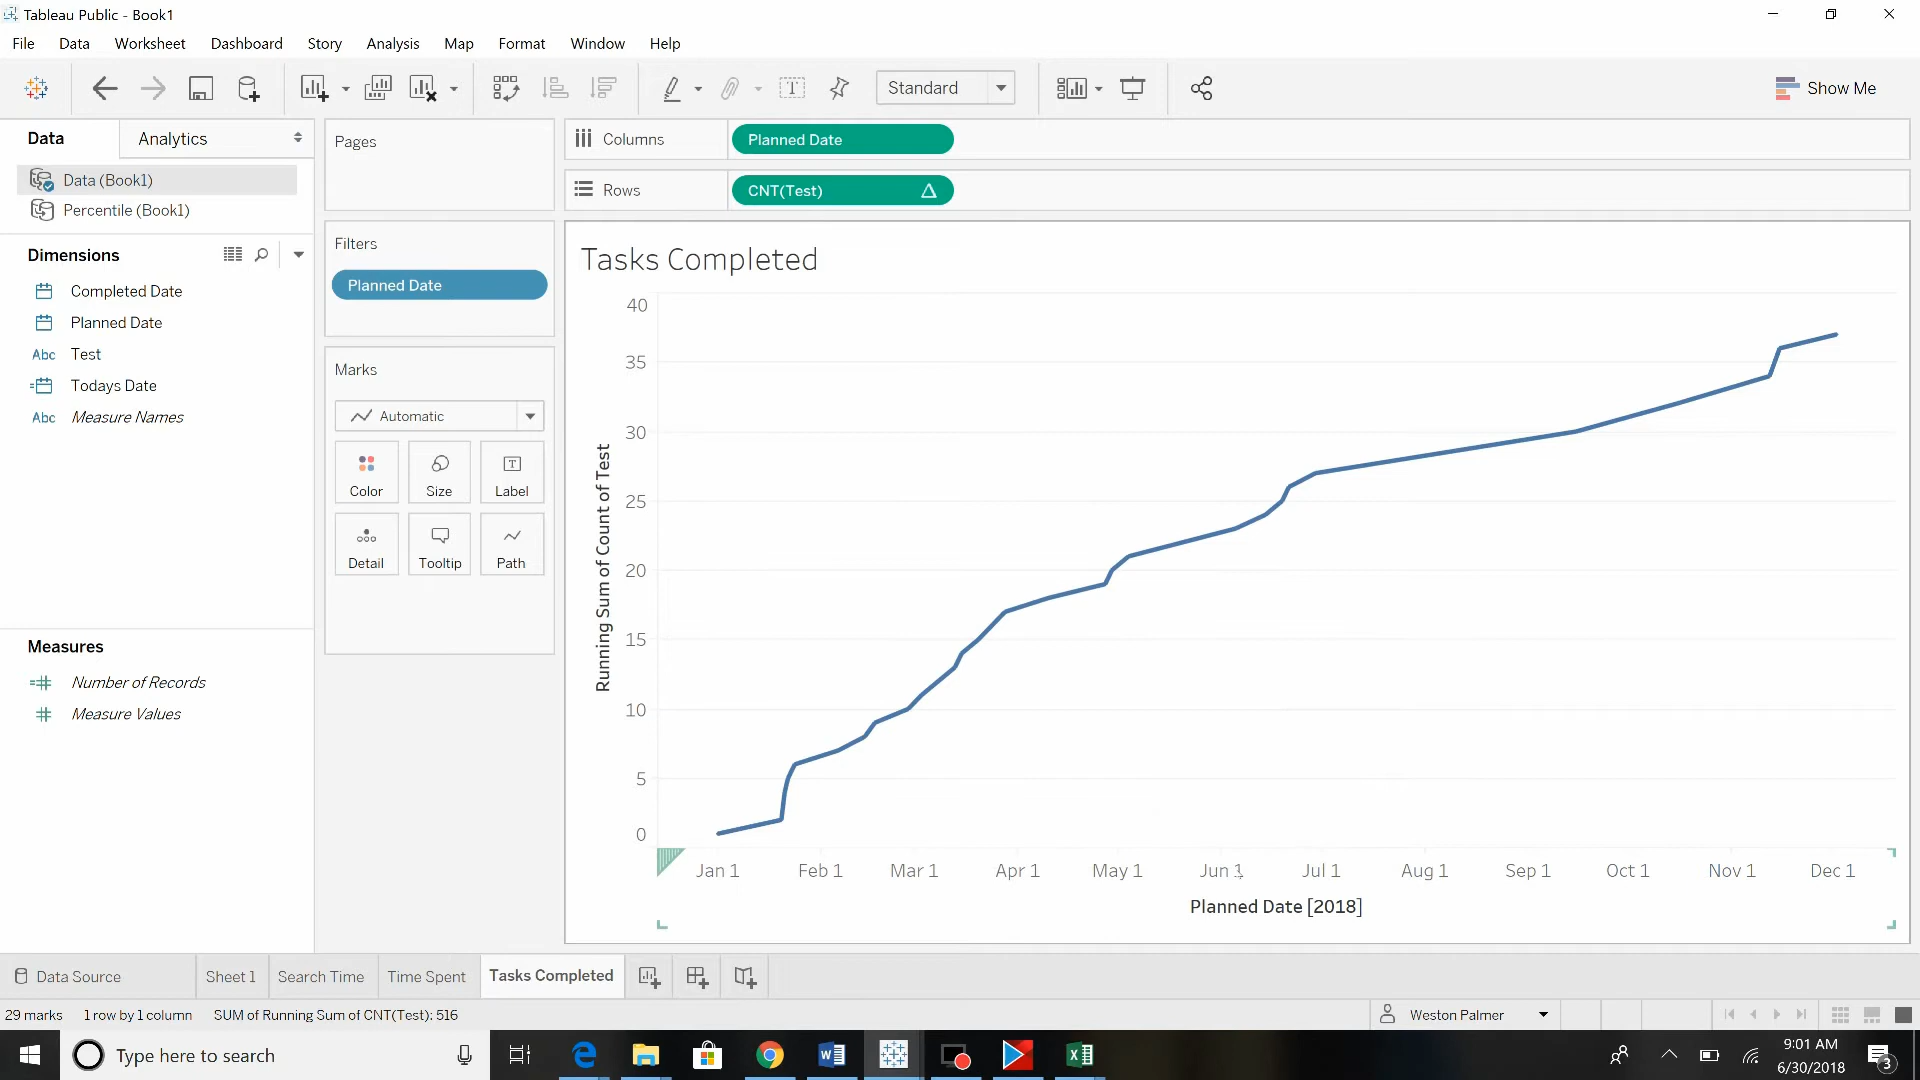 Tableau Public - Book1
File Data Worksheet Dashboard Story Analysis Map Format Window Help
Standard
Show Me
Data
Analytics
Data (Book1)
Percentile (Book1)
Dimensions
Completed Date
Planned Date
Abc Test
Todays Date
Abc Measure Names
Measures
Number of Records
Measure Values
Pages
Filters
Planned Date
Marks
Automatic
Color Size Label
Detail Tooltip Path
Columns Planned Date
Rows CNT(Test)
Tasks Completed
Running Sum of Count of Test
40
35
30
25
20
15
10
5
0
Jan 1 Feb 1 Mar 1 Apr 1 May 1 Jun 1 Jul 1 Aug 1 Sep 1 Oct 1 Nov 1 Dec 1
Planned Date [2018]
Data Source Sheet 1 Search Time Time Spent Tasks Completed
29 marks 1 row by 1 column SUM of Running Sum of CNT(Test): 516
Weston Palmer
Type here to search
9:01 AM
6/30/2018
3